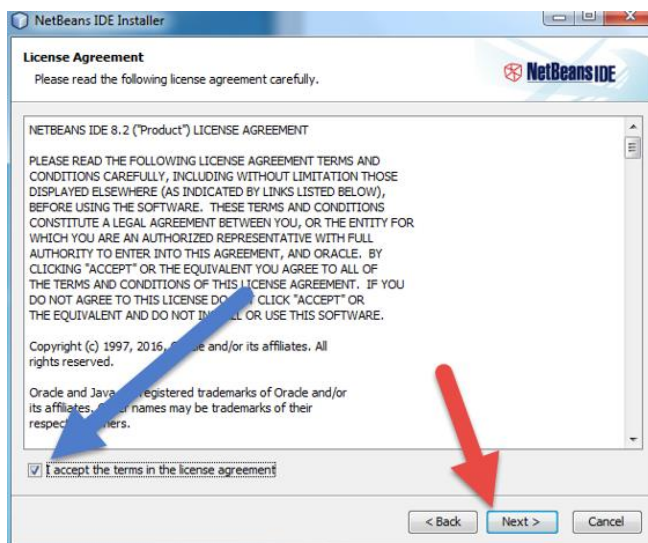 NetBeans IDE Installer
License Agreement
Please read the following license agreement carefully.
NetBeans IDE
NETBEANS IDE 8.2 ("Product") LICENSE AGREEMENT
PLEASE READ THE FOLLOWING LICENSE AGREEMENT TERMS AND
CONDITIONS CAREFULLY, INCLUDING WITHOUT LIMITATION THOSE
DISPLAYED ELSEWHERE (AS INDICATED BY LINKS LISTED BELOW),
BEFORE USING THE SOFTWARE. THESE TERMS AND CONDITIONS
CONSTITUTE A LEGAL AGREEMENT BETWEEN YOU, OR THE ENTITY FOR
WHICH YOU ARE AN AUTHORIZED REPRESENTATIVE WITH FULL
AUTHORITY TO ENTER INTO THIS AGREEMENT, AND ORACLE. BY
CLICKING "ACCEPT" OR THE EQUIVALENT YOU AGREE TO ALL OF
THE TERMS AND CONDITIONS OF THIS LICENSE AGREEMENT. IF YOU
DO NOT AGREE TO THIS LICENSE DO CLICK "ACCEPT" OR
THE EQUIVALENT AND DO NOT OR USE THIS SOFTWARE.
Copyright (c) 1997, 2016, and/or its affiliates. All
rights reserved.
Oracle and Java registered trademarks of Oracle and/or
its affiliates. names may be trademarks of their
I accept the terms in the license agreement
< Back
Next >
Cancel